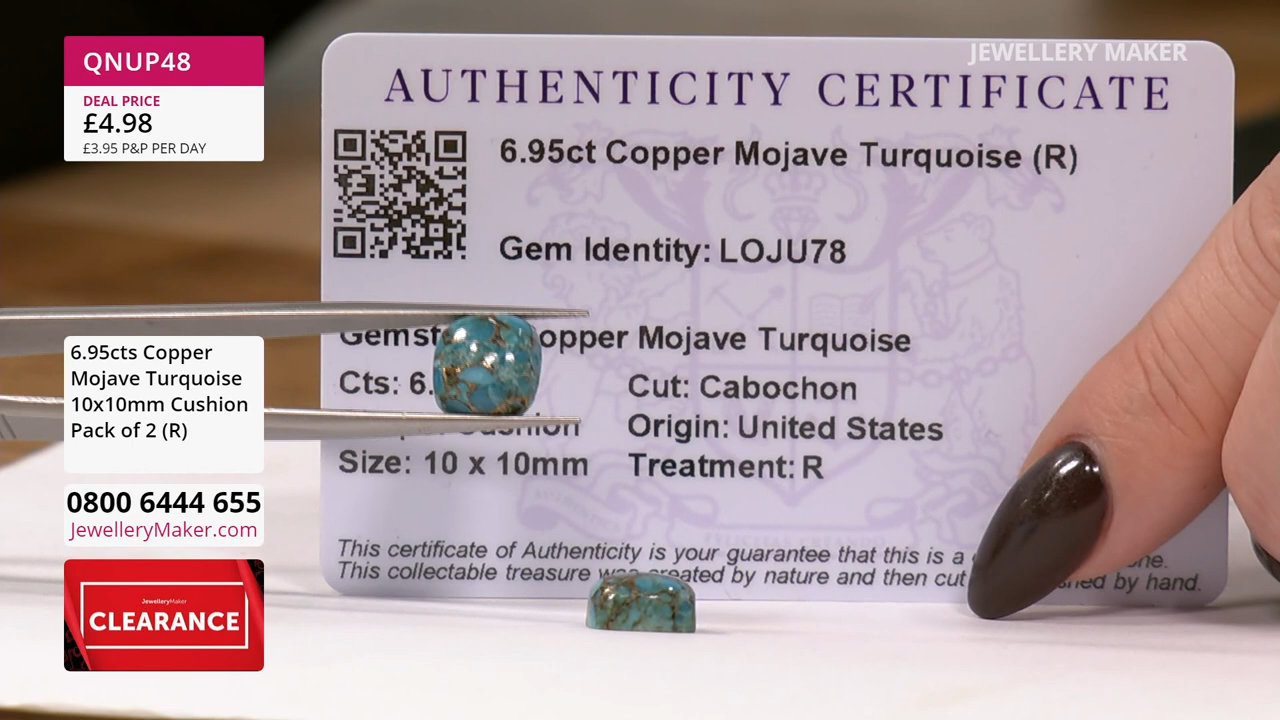 QNUP48
DEAL PRICE
£4.98
£3.95 P&P PER DAY
6.95cts Copper
Mojave Turquoise
10x10mm Cushion
Pack of 2 (R)
0800 6444 655
JewelleryMaker.com
JewelleryMaker
CLEARANCE
JEWELLERY MAKER
AUTHENTICITY CERTIFICATE
6.95ct Copper Mojave Turquoise (R)
Gem Identity: LOJU78
Mojave Turquoise
Cts: Cut: Cabochon
Origin: United States
Size: 10 x 10mm Treatment: R
This certificate of Authenticity is your guarantee that this is a
This collectable treasure created by nature and then cut by hand.